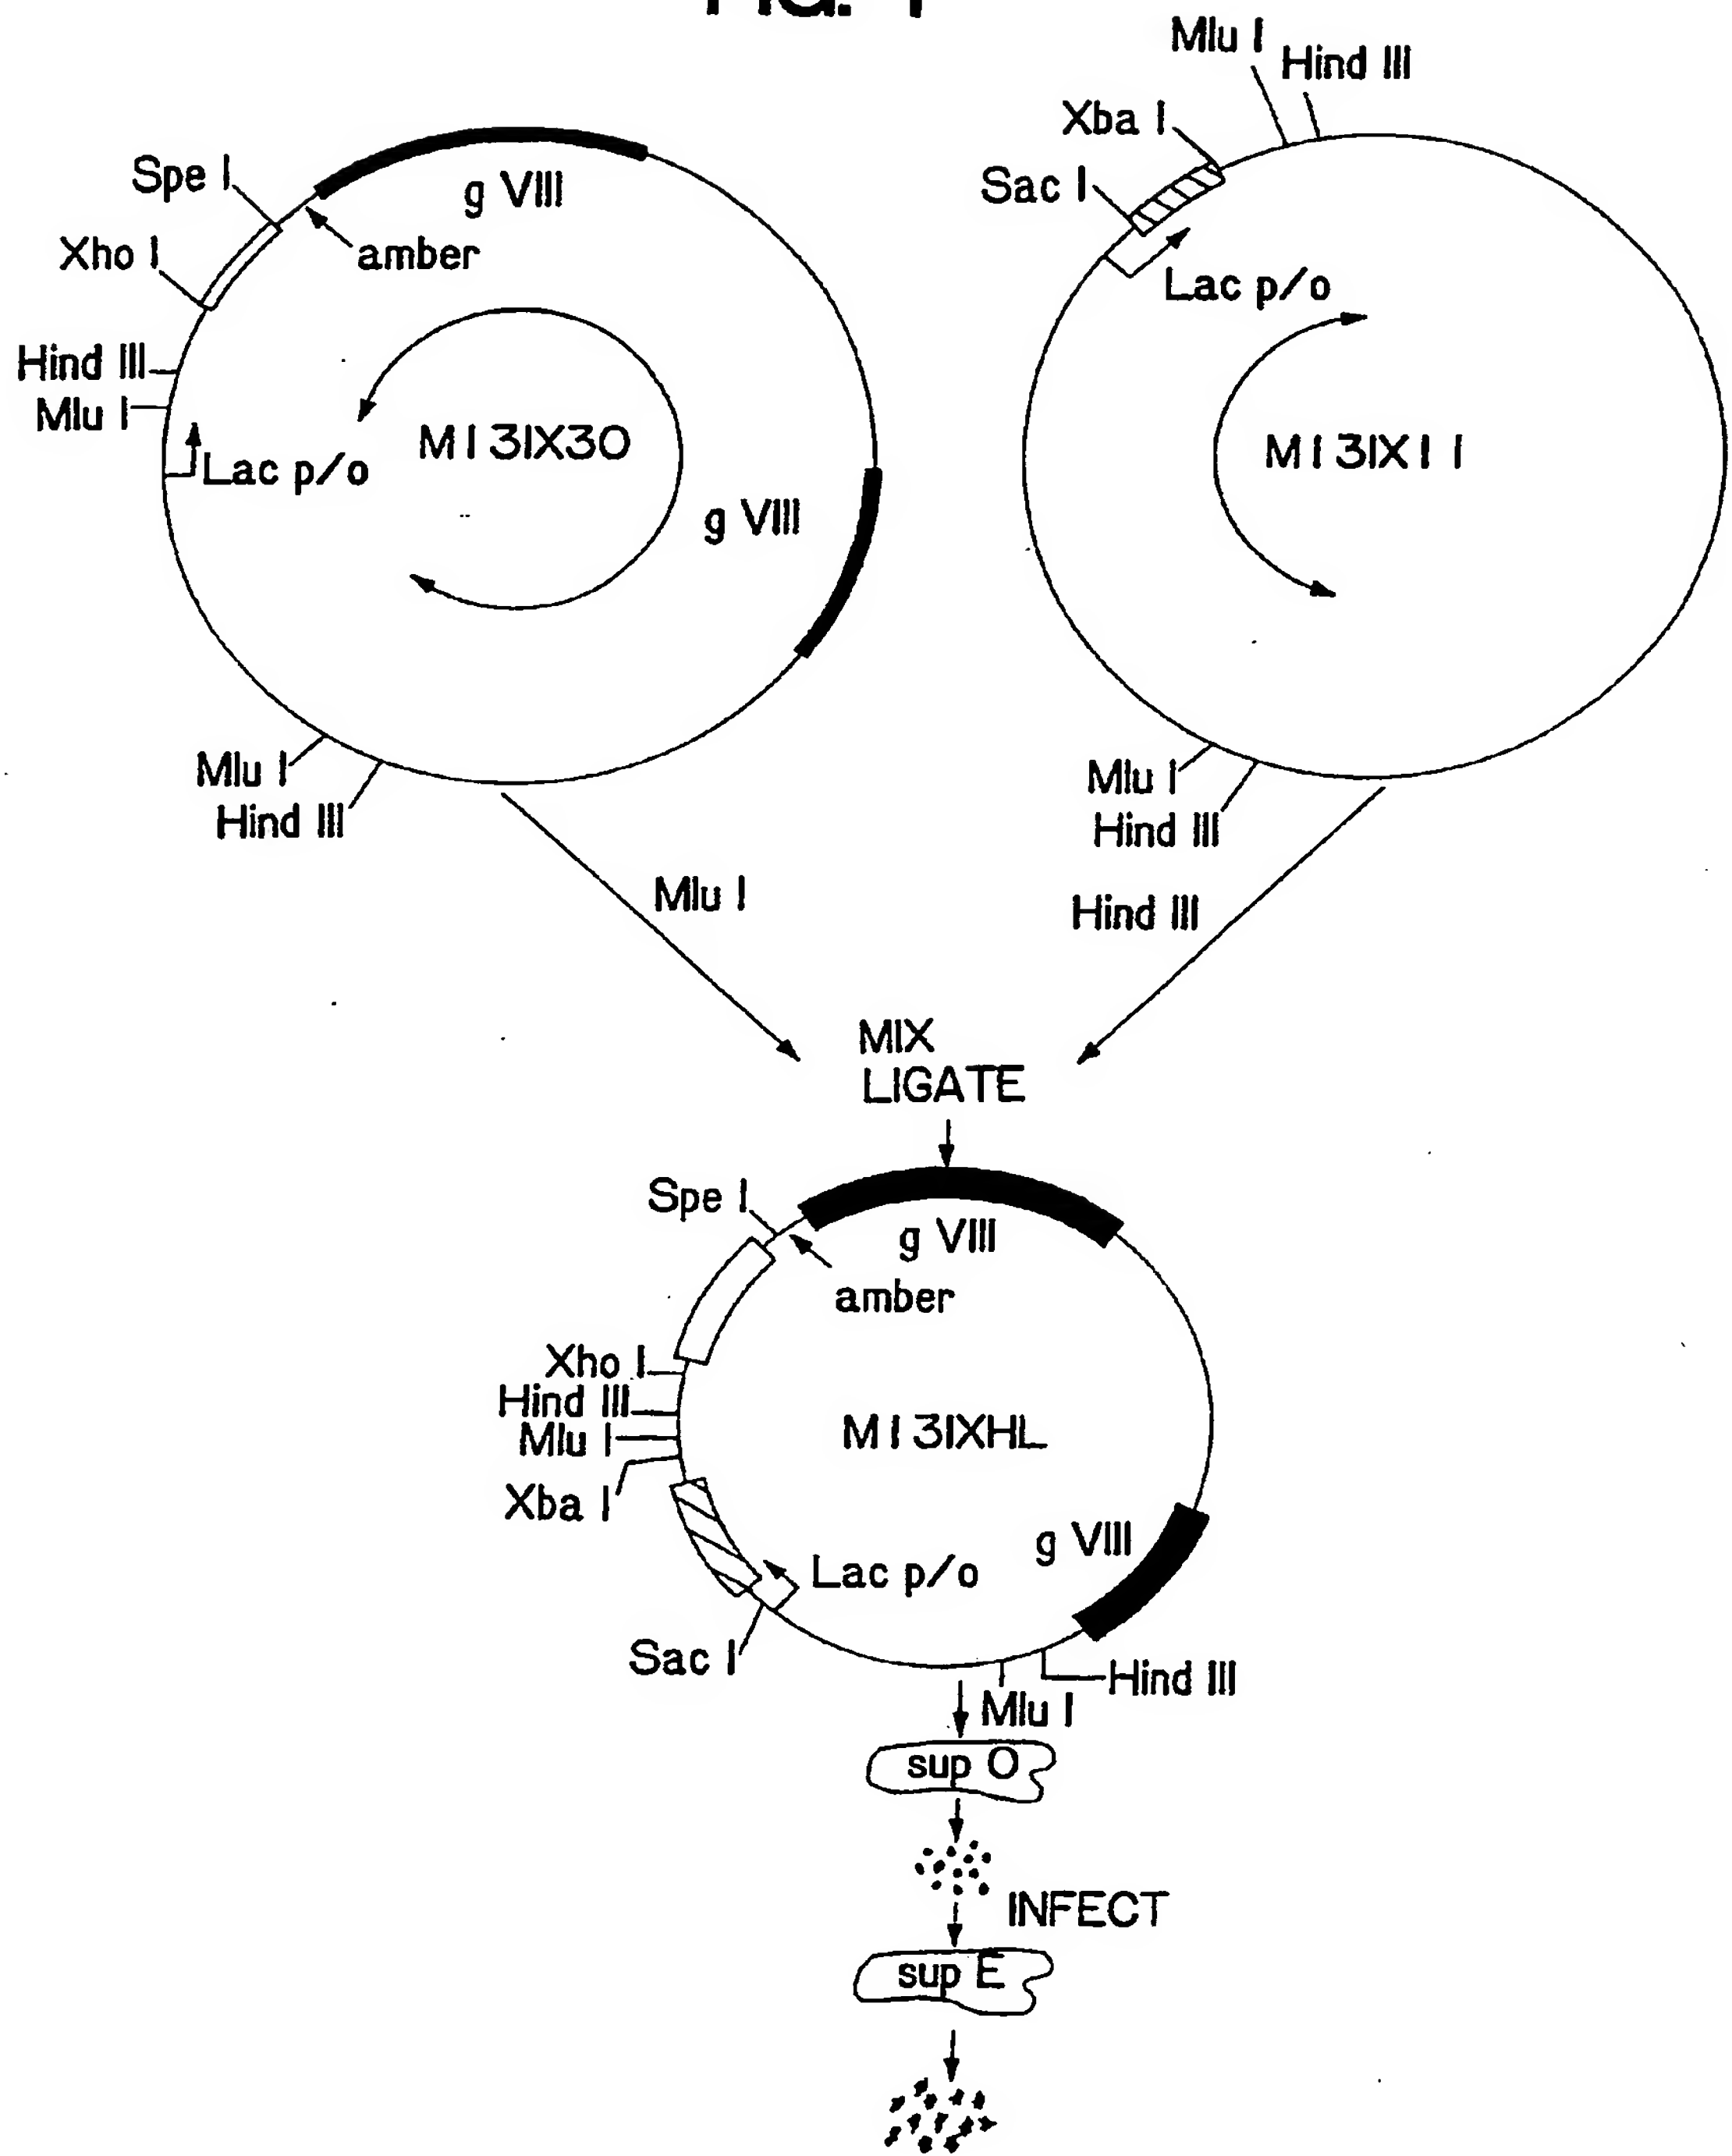 FIG. 1
Mlu I
Hind III
Xba I
Sac I
Lac p/o
M13IX11
Mlu I
Hind III
Spe I
g VIII
amber
Xho I
Hind III
Mlu I
Lac p/o
M13IX30
g VIII
Mlu I
Hind III
Mlu I
Hind III
MIX
LIGATE
Spe I
g VIII
amber
Xho I
Hind III
Mlu I
Xba I
M13IXHL
Lac p/o
g VIII
Sac I
Mlu I
Hind III
sup O
INFECT
sup E